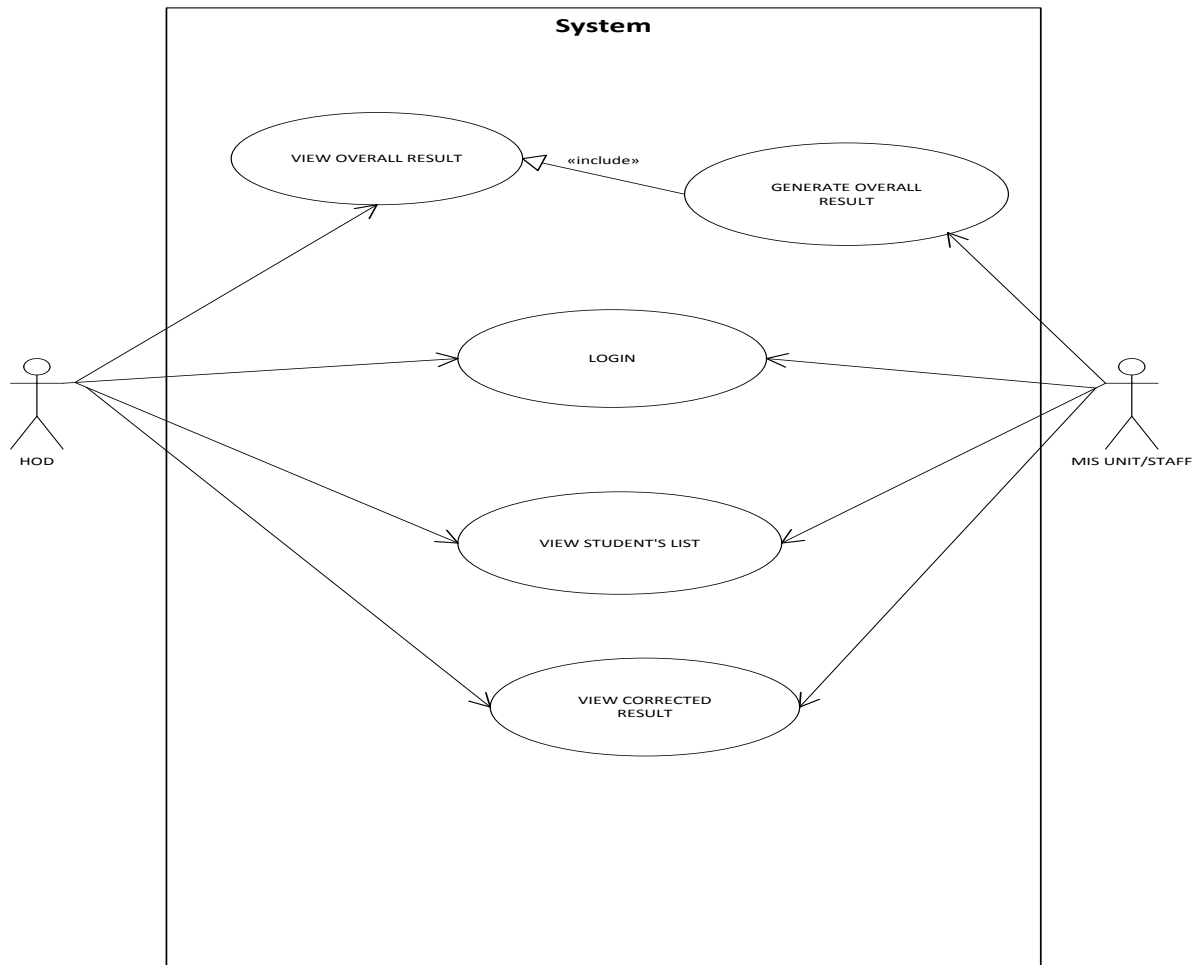 System
VIEW OVERALL RESULT
«include»
GENERATE OVERALL
RESULT
LOGIN
HOD
MIS UNIT/STAFF
VIEW STUDENT'S LIST
VIEW CORRECTED
RESULT